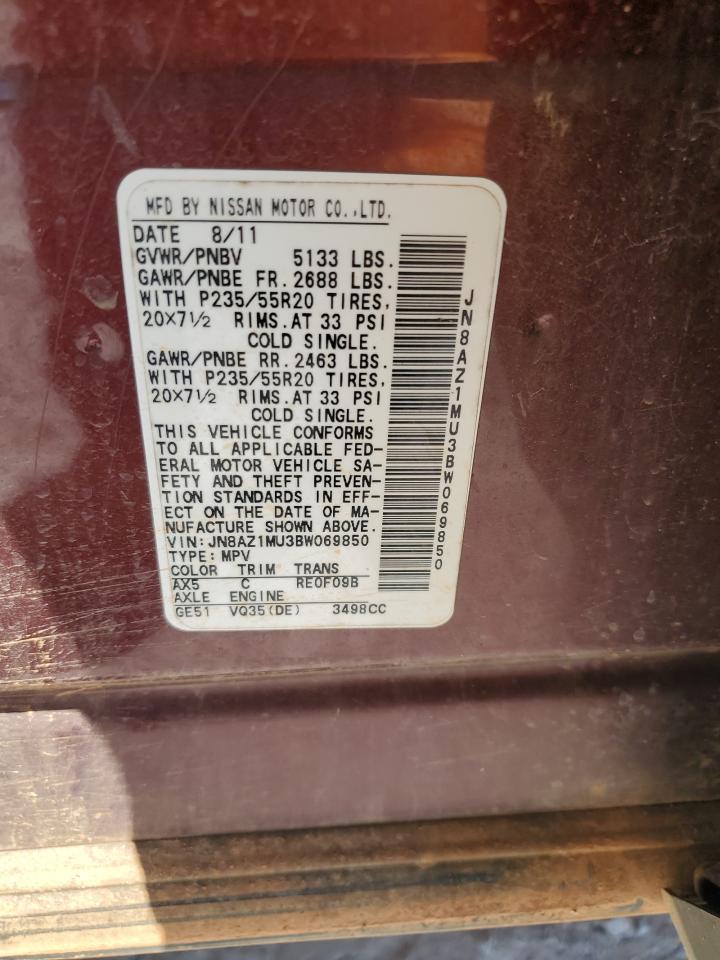 MFD BY NISSAN MOTOR CO.,LTD.
DATE 8/11
GVWR/PNBV 5133 LBS.
GAWR/PNBE FR. 2688 LBS.
WITH P235/55R20 TIRES,
20X7½ RIMS.AT 33 PSI
COLD SINGLE.
GAWR/PNBE RR. 2463 LBS.
WITH P235/55R20 TIRES,
20X7½ RIMS.AT 33 PSI
COLD SINGLE.
THIS VEHICLE CONFORMS
TO ALL APPLICABLE FED-
ERAL MOTOR VEHICLE SA-
FETY AND THEFT PREVEN-
TION STANDARDS IN EFF-
ECT ON THE DATE OF MA-
NUFACTURE SHOWN ABOVE.
VIN: JN8AZ1MU3BW069850
TYPE: MPV
COLOR TRIM TRANS
AX5 C RE0F09B
AXLE ENGINE
GE51 VQ35(DE) 3498CC
JN8AZ1MU3BW069850